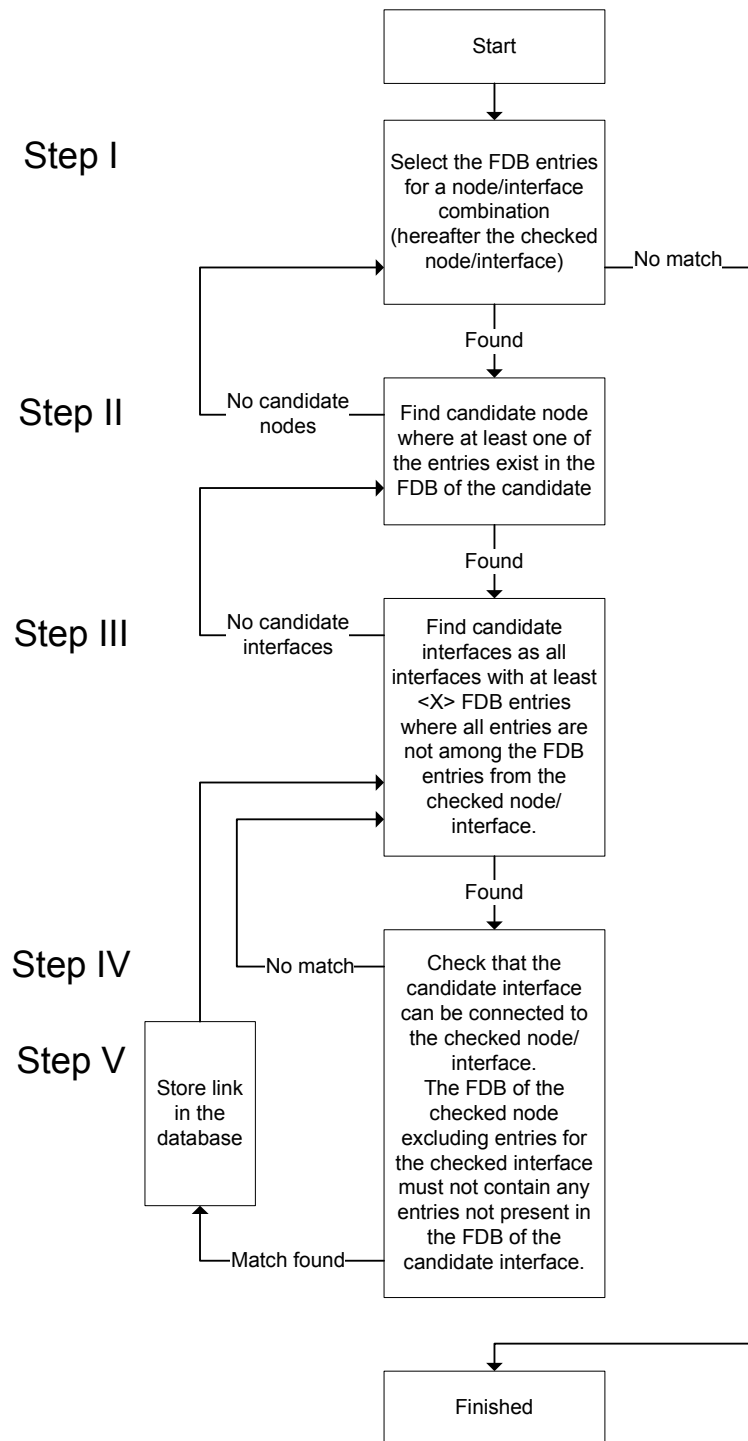 Start
Step I
Select the FDB entries
for a node/interface
combination
(hereafter the checked
node/interface)
No match
Found
Step II
No candidate
nodes
Find candidate node
where at least one of
the entries exist in the
FDB of the candidate
Found
Step III
No candidate
interfaces
Find candidate
interfaces as all
interfaces with at least
<X> FDB entries
where all entries are
not among the FDB
entries from the
checked node/
interface.
Found
Step IV
No match
Check that the
candidate interface
can be connected to
the checked node/
interface.
The FDB of the
checked node
excluding entries for
the checked interface
must not contain any
entries not present in
the FDB of the
candidate interface.
Step V
Store link
in the
database
Match found
Finished